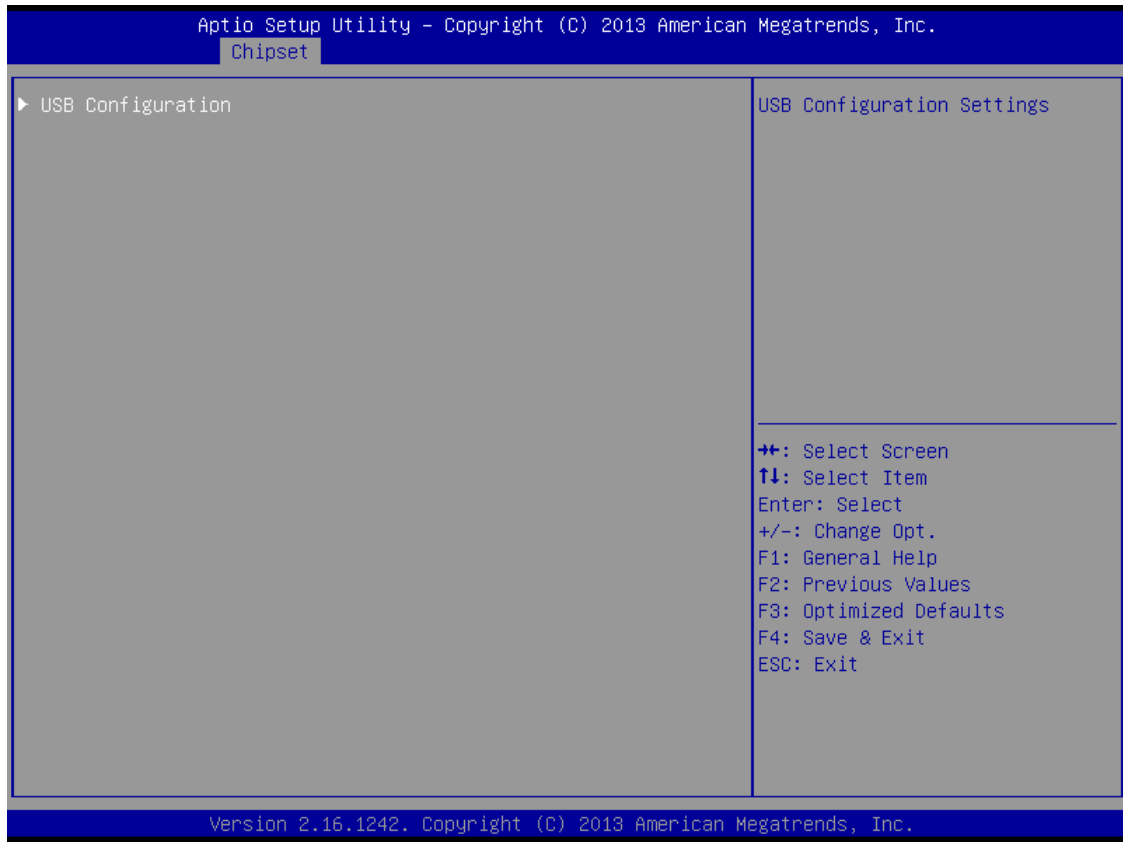 Aptio Setup Utility – Copyright (C) 2013 American Megatrends, Inc.
Chipset
► USB Configuration
USB Configuration Settings
→←: Select Screen
↑↓: Select Item
Enter: Select
+/-: Change Opt.
F1: General Help
F2: Previous Values
F3: Optimized Defaults
F4: Save & Exit
ESC: Exit
Version 2.16.1242. Copyright (C) 2013 American Megatrends, Inc.